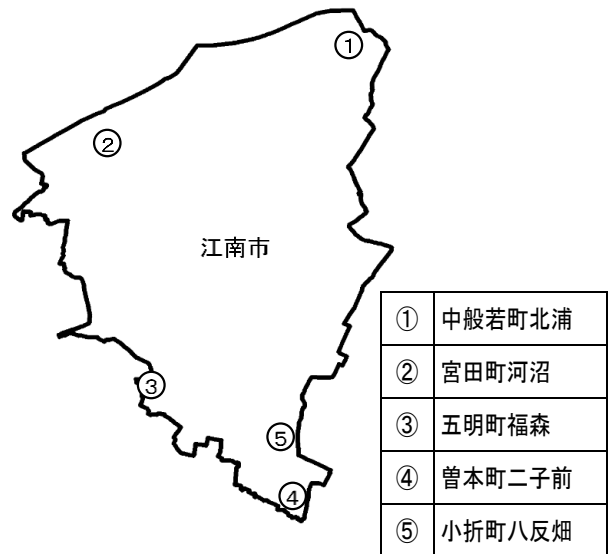 ①
②
江南市
③
⑤
④
① 中般若町北浦
② 宮田町河沼
③ 五明町福森
④ 曽本町二子前
⑤ 小折町八反畑